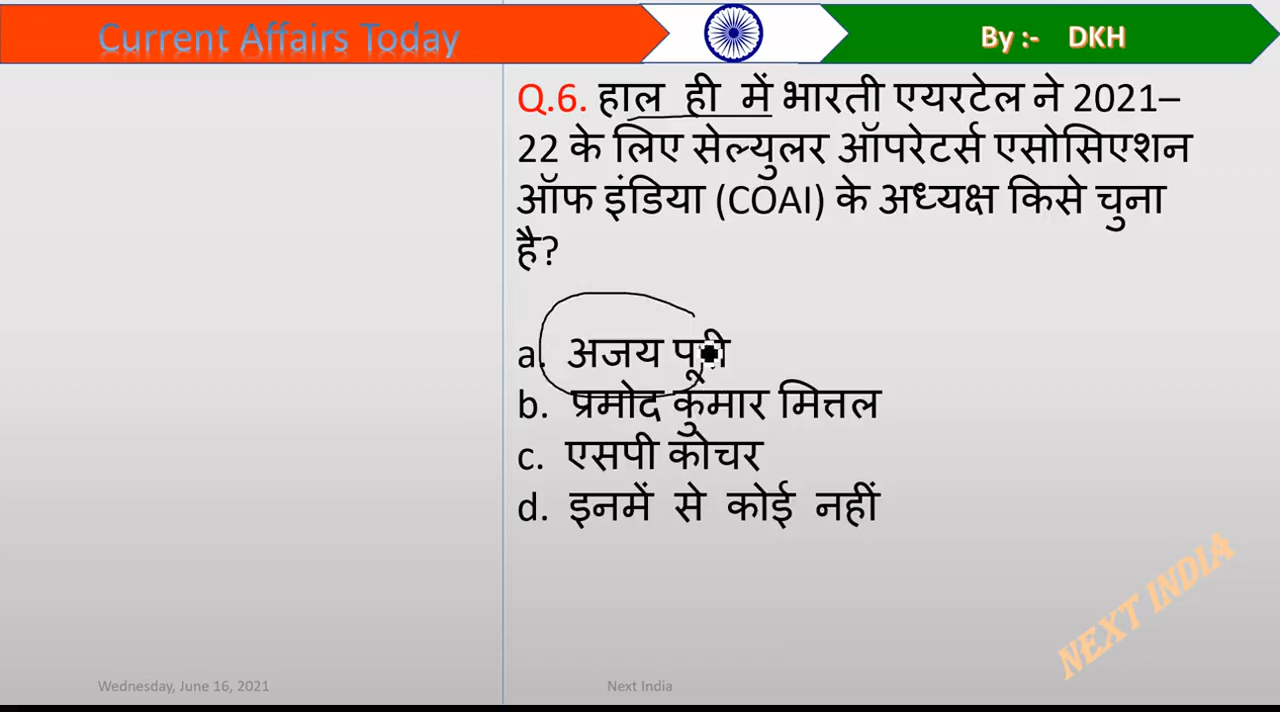 Current Affairs Today
By :- DKH
Q.6. हाल ही में भारती एयरटेल ने 2021–
22 के लिए सेल्युलर ऑपरेटर्स एसोसिएशन
ऑफ इंडिया (COAI) के अध्यक्ष किसे चुना
है?
a. अजय पूरी
b. प्रमोद कुमार मित्तल
c. एसपी कोचर
d. इनमें से कोई नहीं
NEXT INDIA
Wednesday, June 16, 2021
Next India